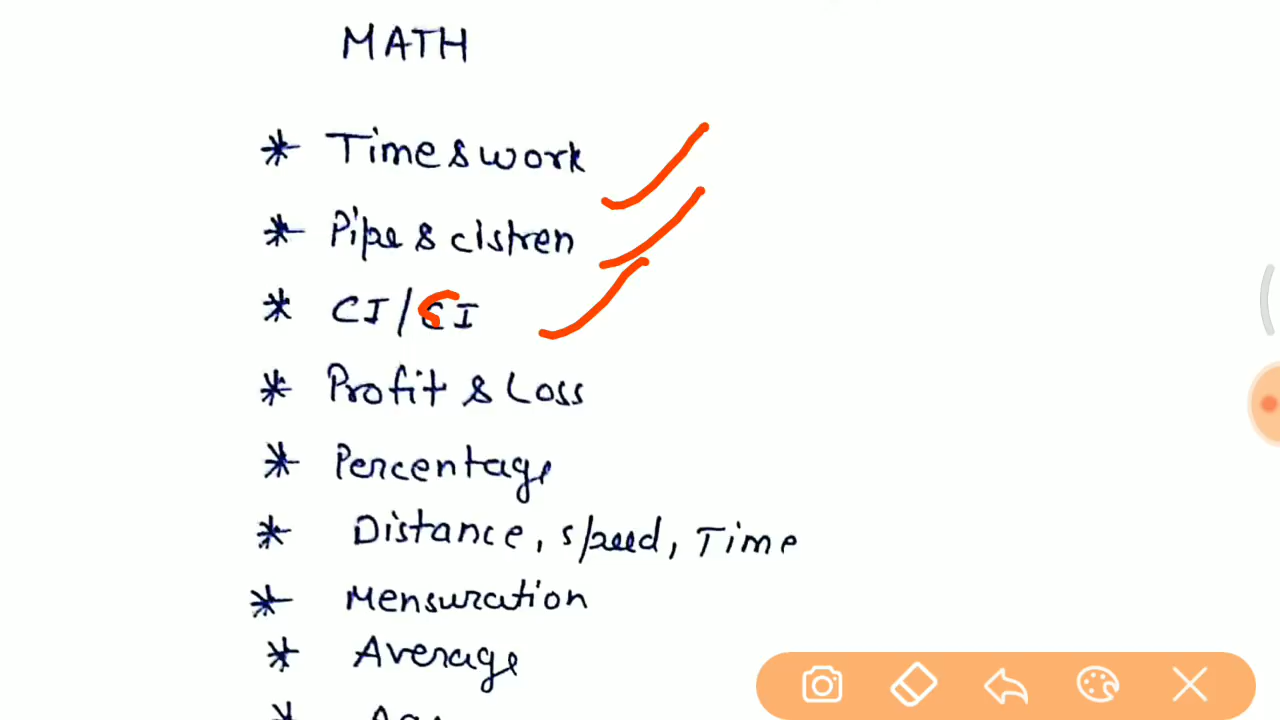 MATH
* Time & work
* Pipe & cistren
* CI/SI
* Profit & Loss
* Percentage
* Distance, speed, Time
* Mensuration
* Average
*